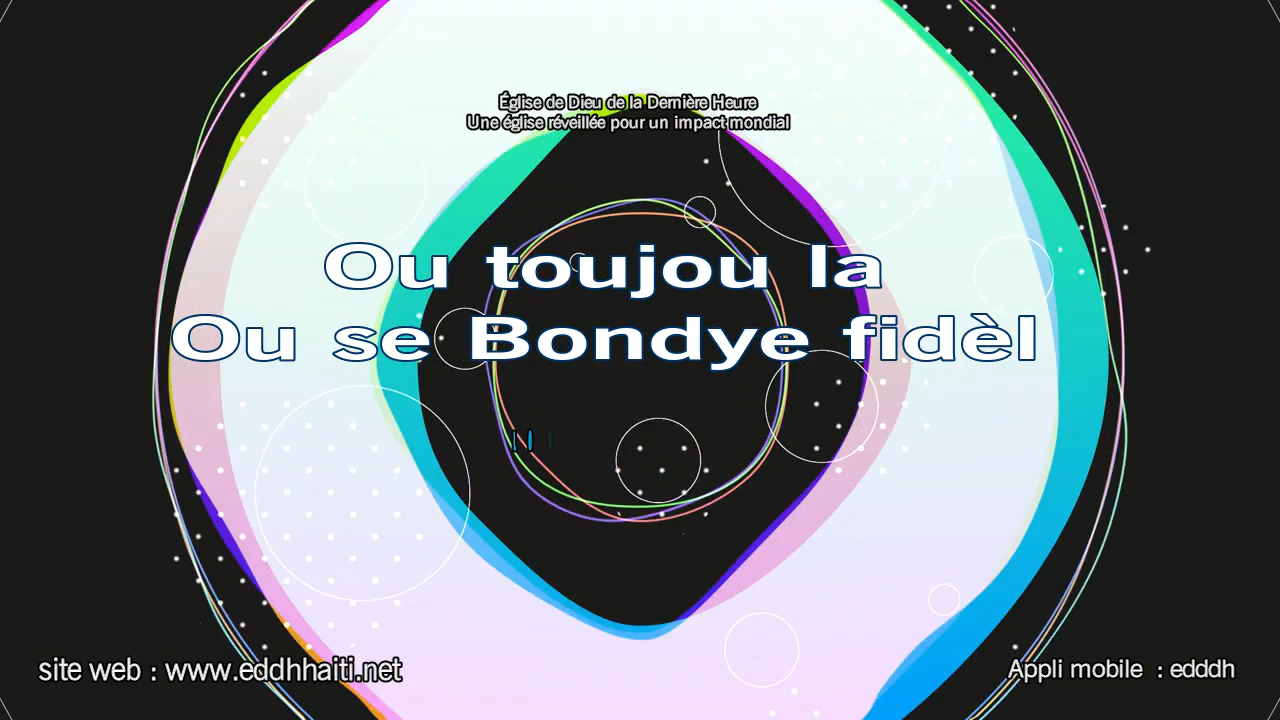 Église de Dieu de la Dernière Heure
Une église réveillée pour un impact mondial
Ou toujou la
Ou se Bondye fidèl
site web : www.eddhhaiti.net
Appli mobile : edddh